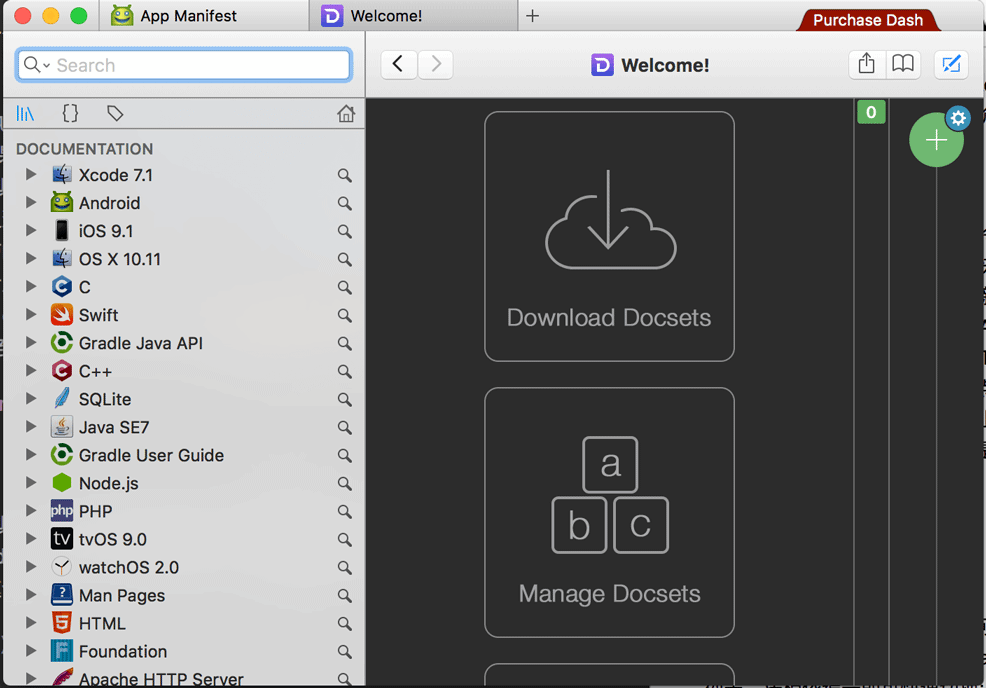 App Manifest
Welcome!
Purchase Dash
Search
Welcome!
DOCUMENTATION
Xcode 7.1
Android
iOS 9.1
OS X 10.11
C
Swift
Gradle Java API
C++
SQLite
Java SE7
Gradle User Guide
Node.js
php PHP
tv tvOS 9.0
watchOS 2.0
Man Pages
HTML
Foundation
Apache HTTP Server
0
Download Docsets
a
b c
Manage Docsets